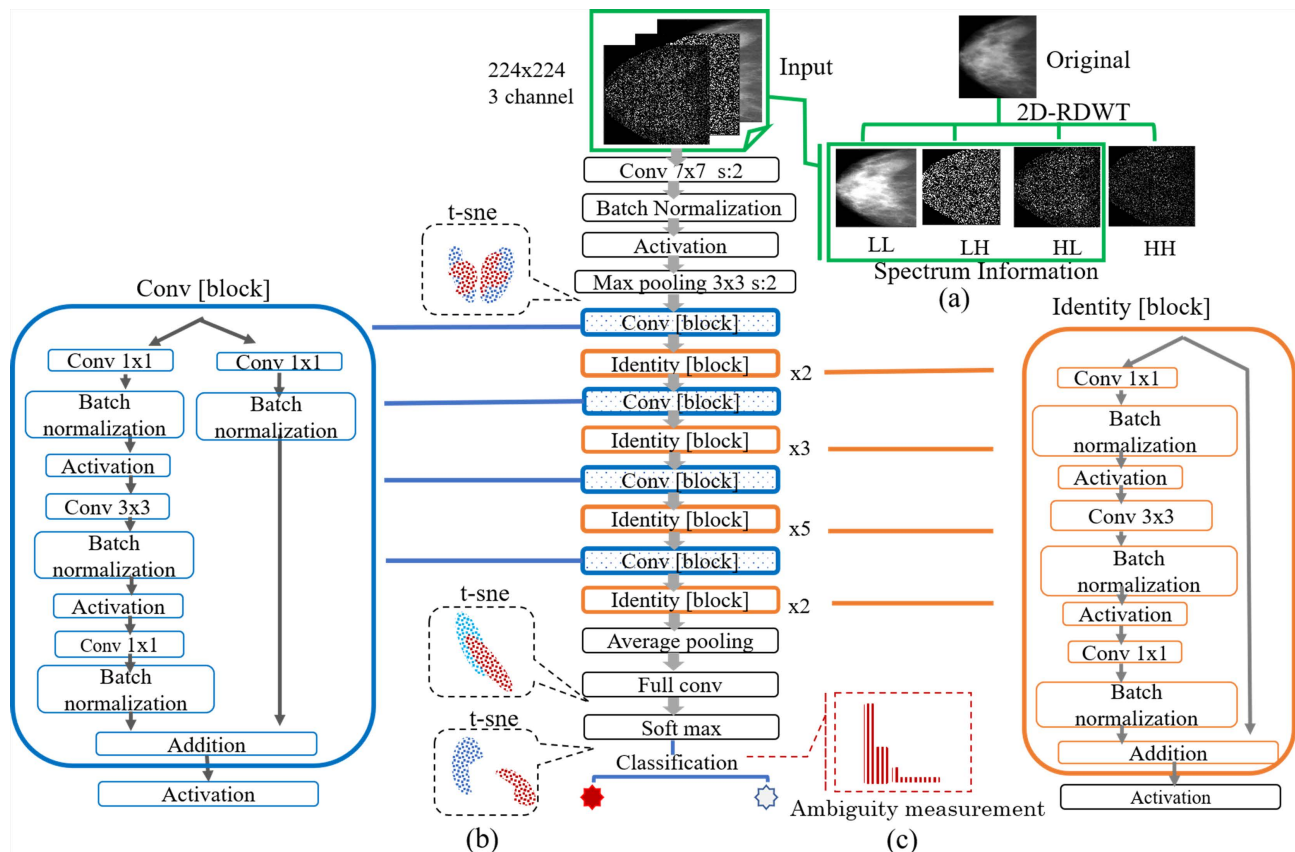 224x224
3 channel
Input
Original
2D-RDWT
LL
LH
HL
HH
Spectrum Information
(a)
Conv 7x7 s:2
Batch Normalization
Activation
Max pooling 3x3 s:2
t-sne
Conv [block]
Identity [block]
x2
Conv [block]
Identity [block]
x3
Conv [block]
Identity [block]
x5
Conv [block]
Identity [block]
x2
Average pooling
t-sne
Full conv
Soft max
t-sne
Classification
(b)
Ambiguity measurement
(c)
Conv [block]
Conv 1x1
Conv 1x1
Batch
normalization
Batch
normalization
Activation
Conv 3x3
Batch
normalization
Activation
Conv 1x1
Batch
normalization
Addition
Activation
Identity [block]
Conv 1x1
Batch
normalization
Activation
Conv 3x3
Batch
normalization
Activation
Conv 1x1
Batch
normalization
Addition
Activation